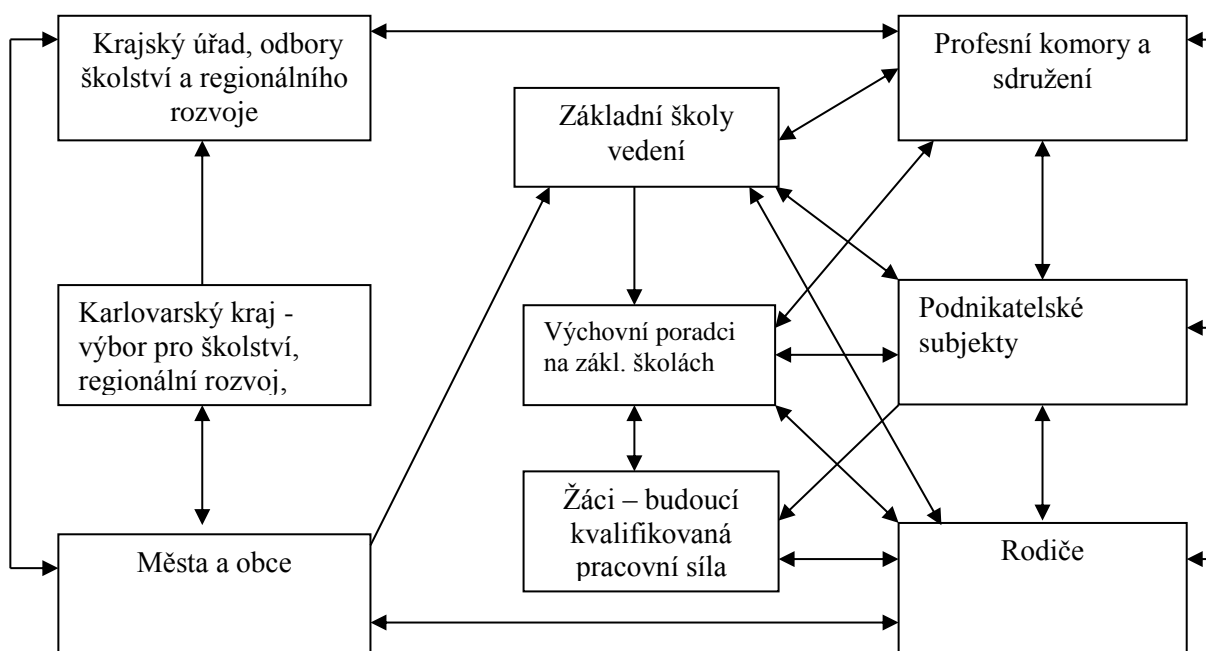 Krajský úřad, odbory
školství a regionálního
rozvoje
Profesní komory a
sdružení
Základní školy
vedení
Karlovarský kraj -
výbor pro školství,
regionální rozvoj,
Výchovní poradci
na zákl. školách
Podnikatelské
subjekty
Města a obce
Žáci – budoucí
kvalifikovaná
pracovní síla
Rodiče